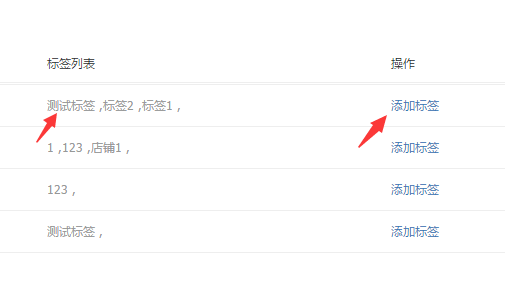 标签列表 操作
测试标签 ,标签2 ,标签1 , 添加标签
1 ,123 ,店铺1 , 添加标签
123 , 添加标签
测试标签 , 添加标签